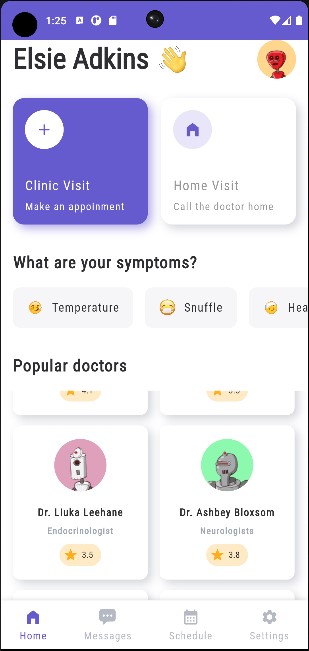 1:25
Elsie Adkins
Clinic Visit
Make an appoinment
Home Visit
Call the doctor home
What are your symptoms?
Temperature
Snuffle
Hea
Popular doctors
Dr. Liuka Leehane
Endocrinologist
3.5
Dr. Ashbey Bloxsom
Neurologists
3.8
Home
Messages
Schedule
Settings